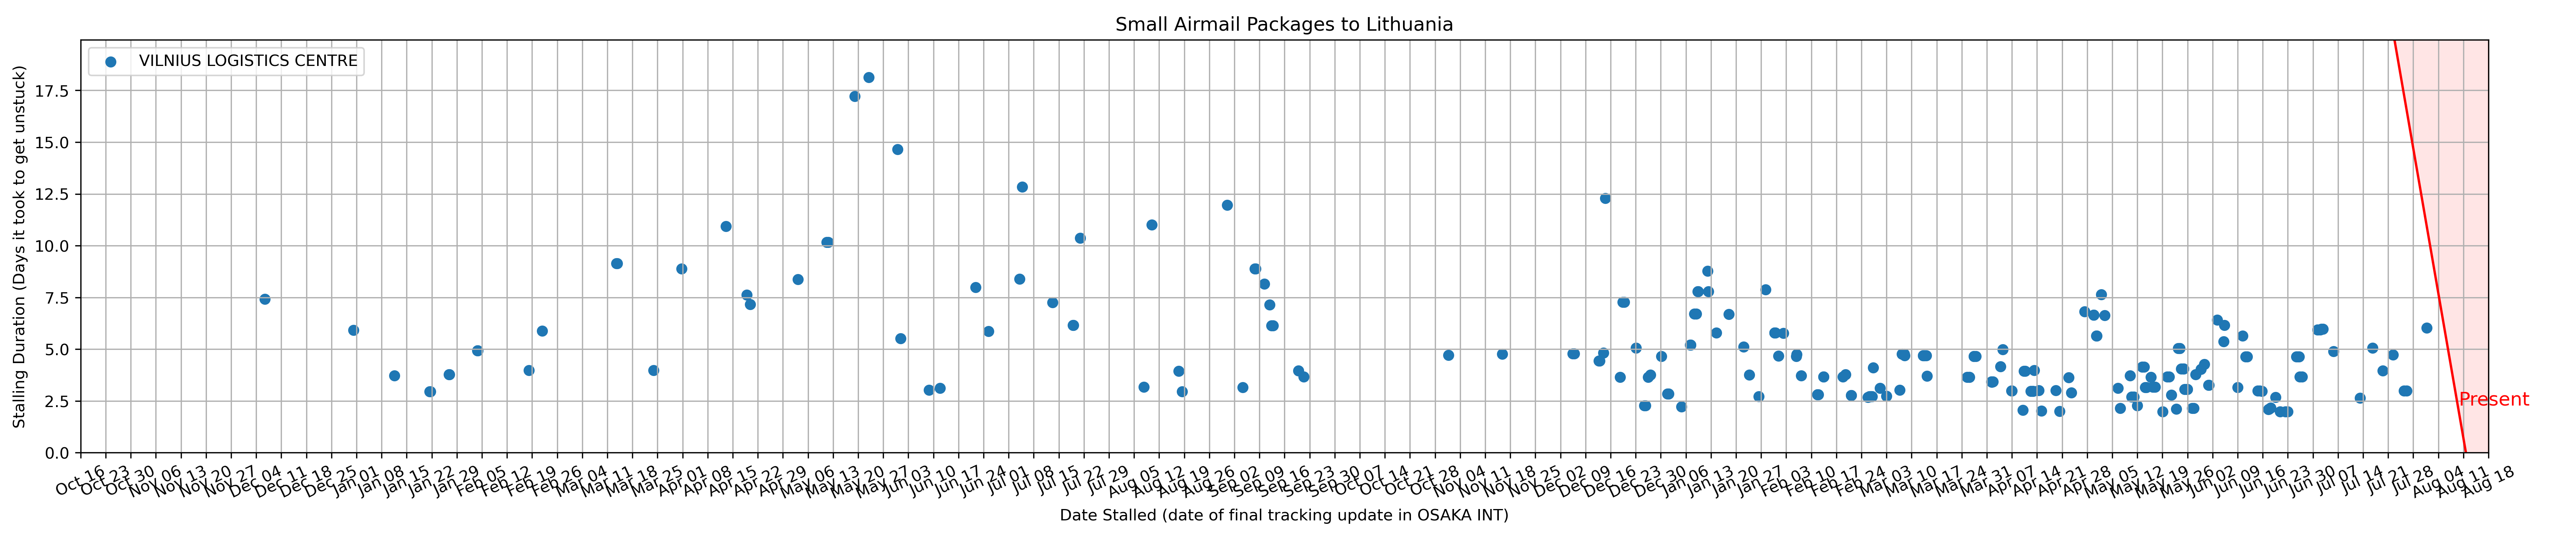 Small Airmail Packages to Lithuania
VILNIUS LOGISTICS CENTRE
Stalling Duration (Days it took to get unstuck)
17.5
15.0
12.5
10.0
7.5
5.0
2.5
0.0
Present
Oct 16 Oct 23 Oct 30 Nov 06 Nov 13 Nov 20 Nov 27 Dec 04 Dec 11 Dec 18 Dec 25 Jan 01 Jan 08 Jan 15 Jan 22 Jan 29 Feb 05 Feb 12 Feb 19 Feb 26 Mar 04 Mar 11 Mar 18 Mar 25 Apr 01 Apr 08 Apr 15 Apr 22 Apr 29 May 06 May 13 May 20 May 27 Jun 03 Jun 10 Jun 17 Jun 24 Jul 01 Jul 08 Jul 15 Jul 22 Jul 29 Aug 05 Aug 12 Aug 19 Aug 26 Sep 02 Sep 09 Sep 16 Sep 23 Sep 30 Oct 07 Oct 14 Oct 21 Oct 28 Nov 04 Nov 11 Nov 18 Nov 25 Dec 02 Dec 09 Dec 16 Dec 23 Dec 30 Jan 06 Jan 13 Jan 20 Jan 27 Feb 03 Feb 10 Feb 17 Feb 24 Mar 03 Mar 10 Mar 17 Mar 24 Mar 31 Apr 07 Apr 14 Apr 21 Apr 28 May 05 May 12 May 19 May 26 Jun 02 Jun 09 Jun 16 Jun 23 Jun 30 Jul 07 Jul 14 Jul 21 Jul 28 Aug 04 Aug 11 Aug 18
Date Stalled (date of final tracking update in OSAKA INT)